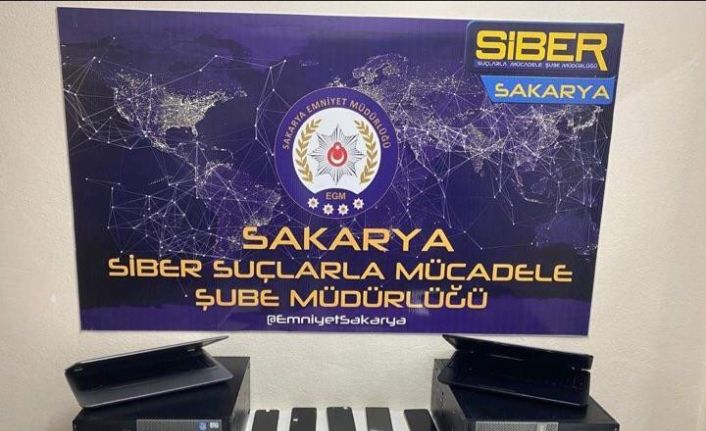 SİBER
SUÇLARLA MÜCADELE ŞUBE MÜDÜRLÜĞÜ
SAKARYA
SAKARYA EMNİYET MÜDÜRLÜĞÜ
EGM
SAKARYA
SİBER SUÇLARLA MÜCADELE
ŞUBE MÜDÜRLÜĞÜ
@EmniyetSakarya